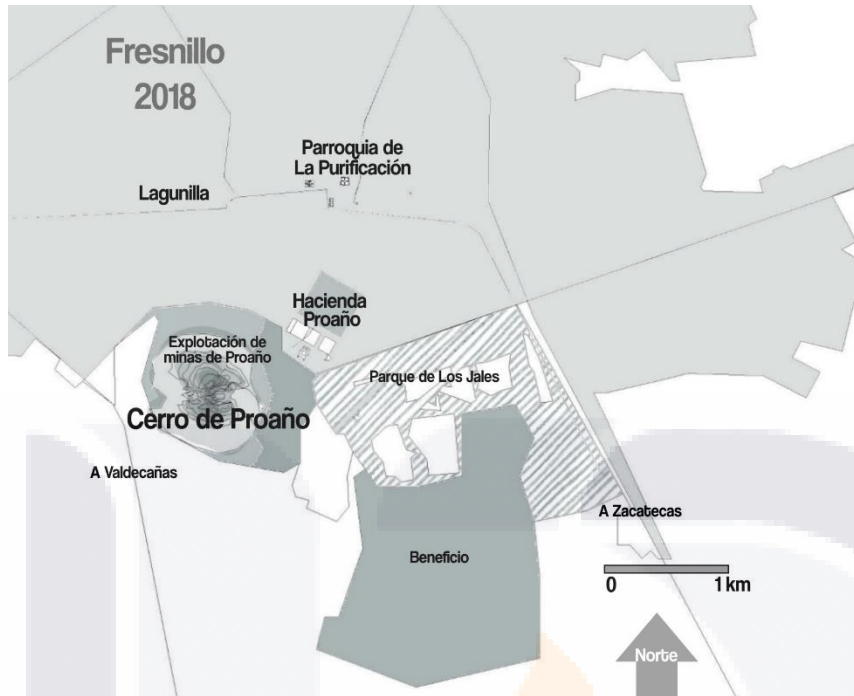 Fresnillo
2018
Parroquia de
La Purificación
Lagunilla
Hacienda
Proaño
Explotación de
minas de Proaño
Parque de Los Jales
Cerro de Proaño
A Valdecañas
A Zacatecas
Beneficio
0 1 km
Norte